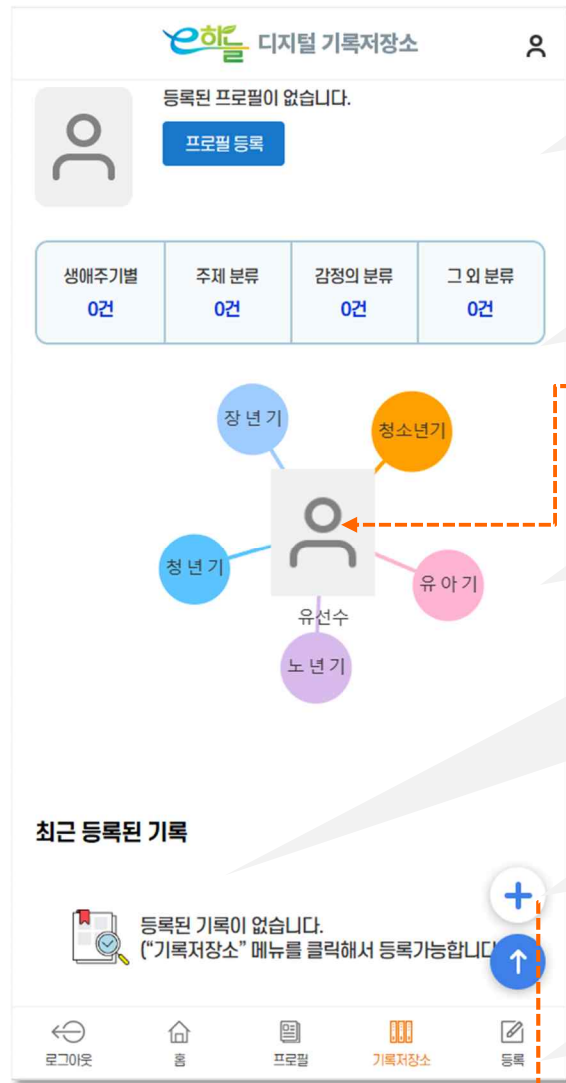 e하늘 디지털 기록저장소
등록된 프로필이 없습니다.
프로필 등록
생애주기별 주제 분류 감정의 분류 그 외 분류
0건 0건 0건 0건
장 년 기
청소년기
청 년 기
유 아 기
유선수
노 년 기
최근 등록된 기록
등록된 기록이 없습니다.
("기록저장소" 메뉴를 클릭해서 등록가능합니다
로그아웃 홈 프로필 기록저장소 등록